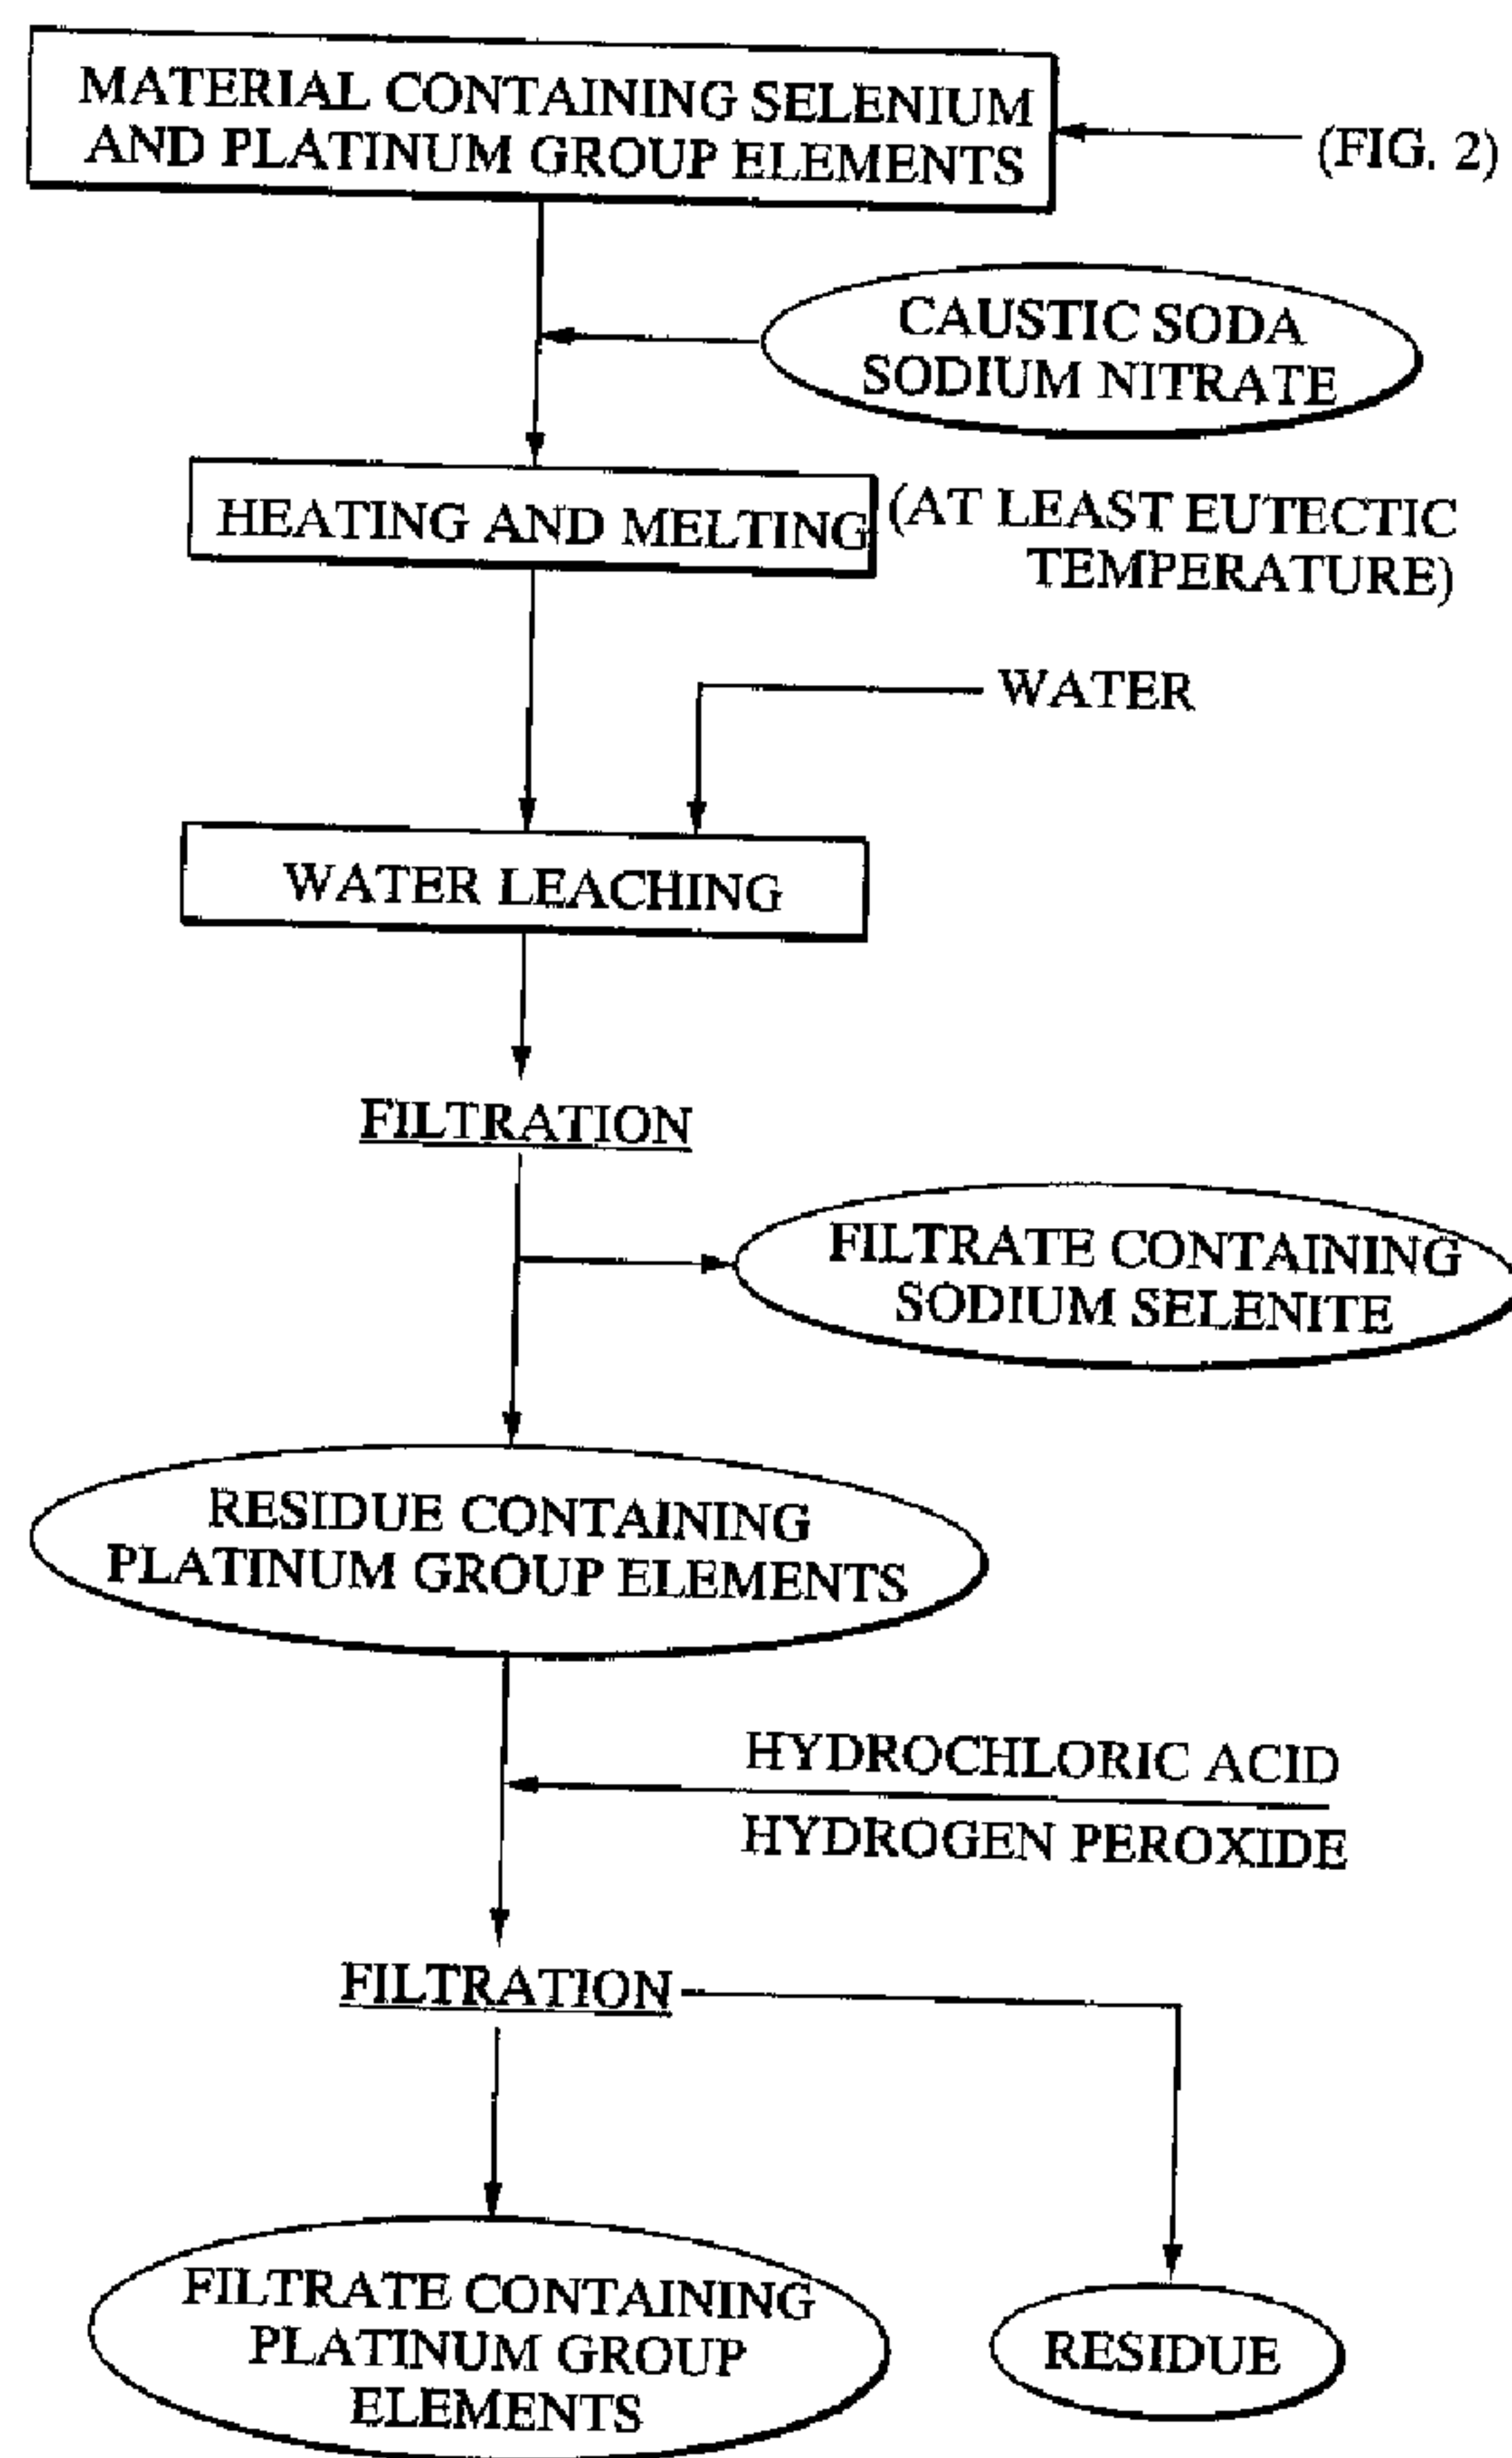 MATERIAL CONTAINING SELENIUM
AND PLATINUM GROUP ELEMENTS
(FIG. 2)
CAUSTIC SODA
SODIUM NITRATE
HEATING AND MELTING
(AT LEAST EUTECTIC
TEMPERATURE)
WATER
WATER LEACHING
FILTRATION
FILTRATE CONTAINING
SODIUM SELENITE
RESIDUE CONTAINING
PLATINUM GROUP ELEMENTS
HYDROCHLORIC ACID
HYDROGEN PEROXIDE
FILTRATION
FILTRATE CONTAINING
PLATINUM GROUP
ELEMENTS
RESIDUE